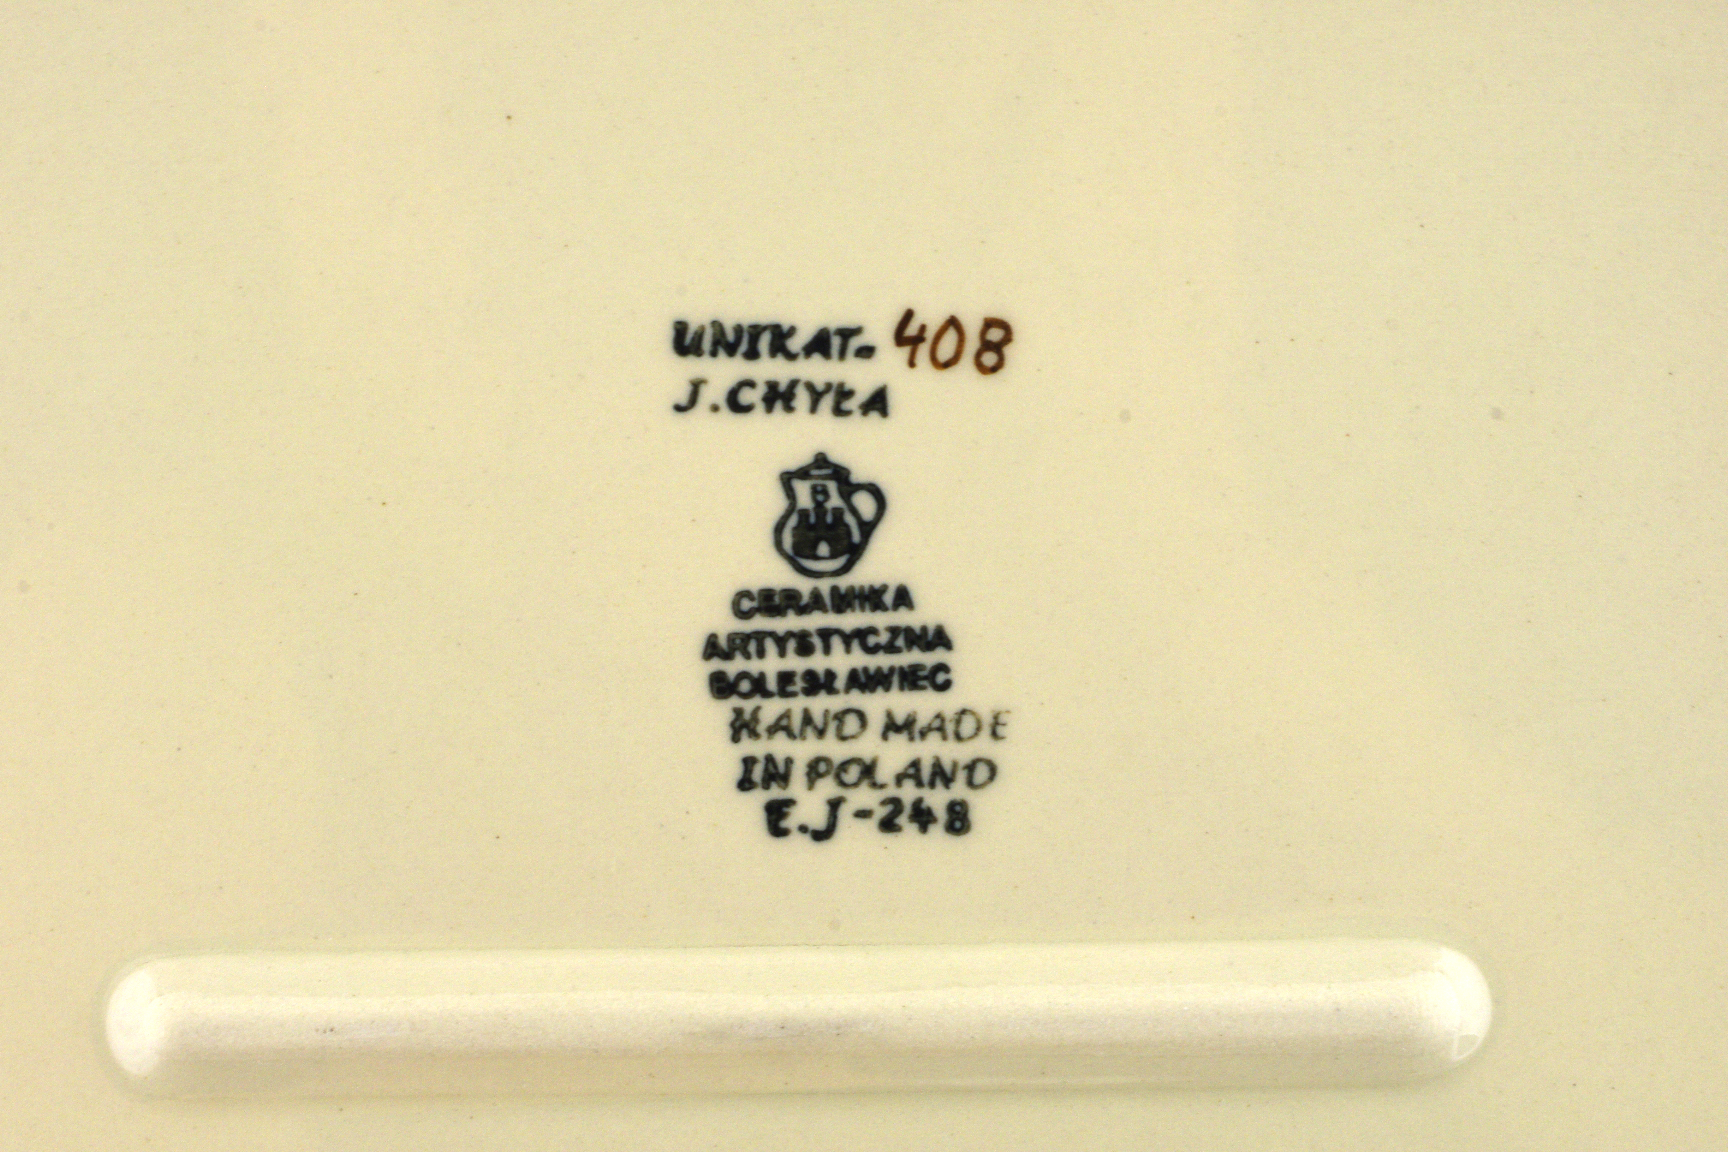 UNIKAT- 408
J.CHYŁA
CERAMIKA
ARTYSTYCZNA
BOLESŁAWIEC
HAND MADE
IN POLAND
E.J-248